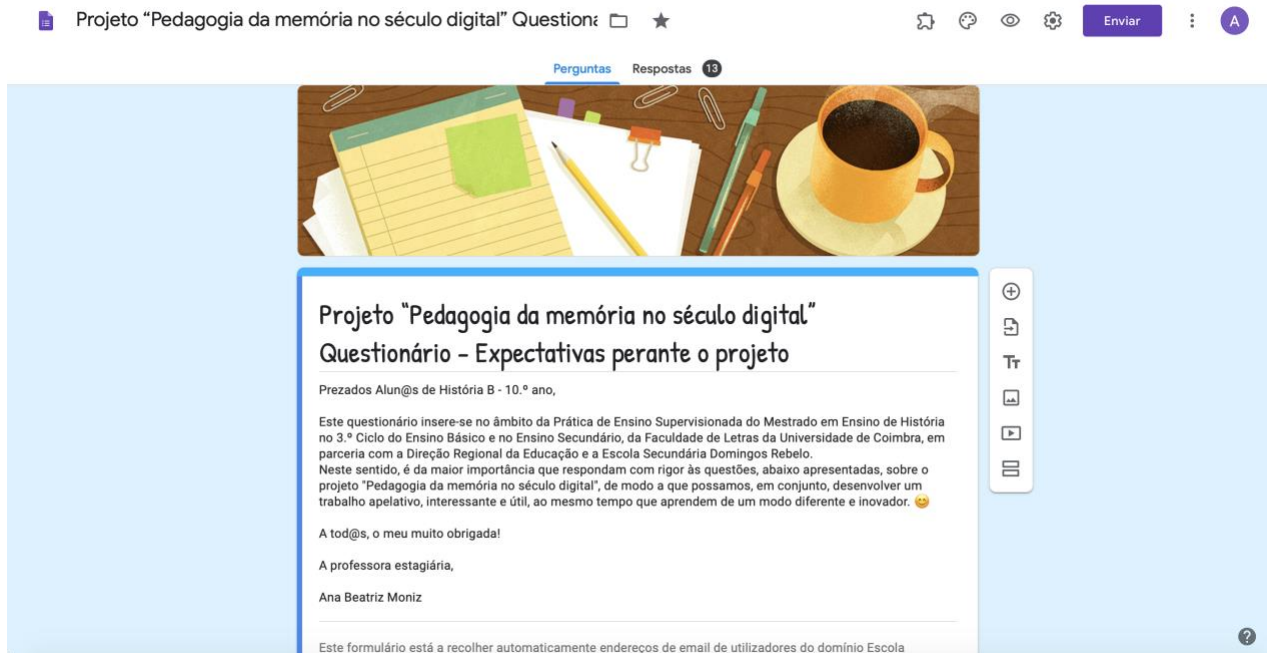 Projeto “Pedagogia da memória no século digital” Questiona
Enviar
A
Perguntas Respostas 13
Projeto “Pedagogia da memória no século digital”
Questionário – Expectativas perante o projeto
Prezados Alun@s de História B - 10.º ano,
Este questionário insere-se no âmbito da Prática de Ensino Supervisionada do Mestrado em Ensino de História
no 3.º Ciclo do Ensino Básico e no Ensino Secundário, da Faculdade de Letras da Universidade de Coimbra, em
parceria com a Direção Regional da Educação e a Escola Secundária Domingos Rebelo.
Neste sentido, é da maior importância que respondam com rigor às questões, abaixo apresentadas, sobre o
projeto "Pedagogia da memória no século digital", de modo a que possamos, em conjunto, desenvolver um
trabalho apelativo, interessante e útil, ao mesmo tempo que aprendem de um modo diferente e inovador. 😊
A tod@s, o meu muito obrigada!
A professora estagiária,
Ana Beatriz Moniz
Este formulário está a recolher automaticamente endereços de email de utilizadores do domínio Escola